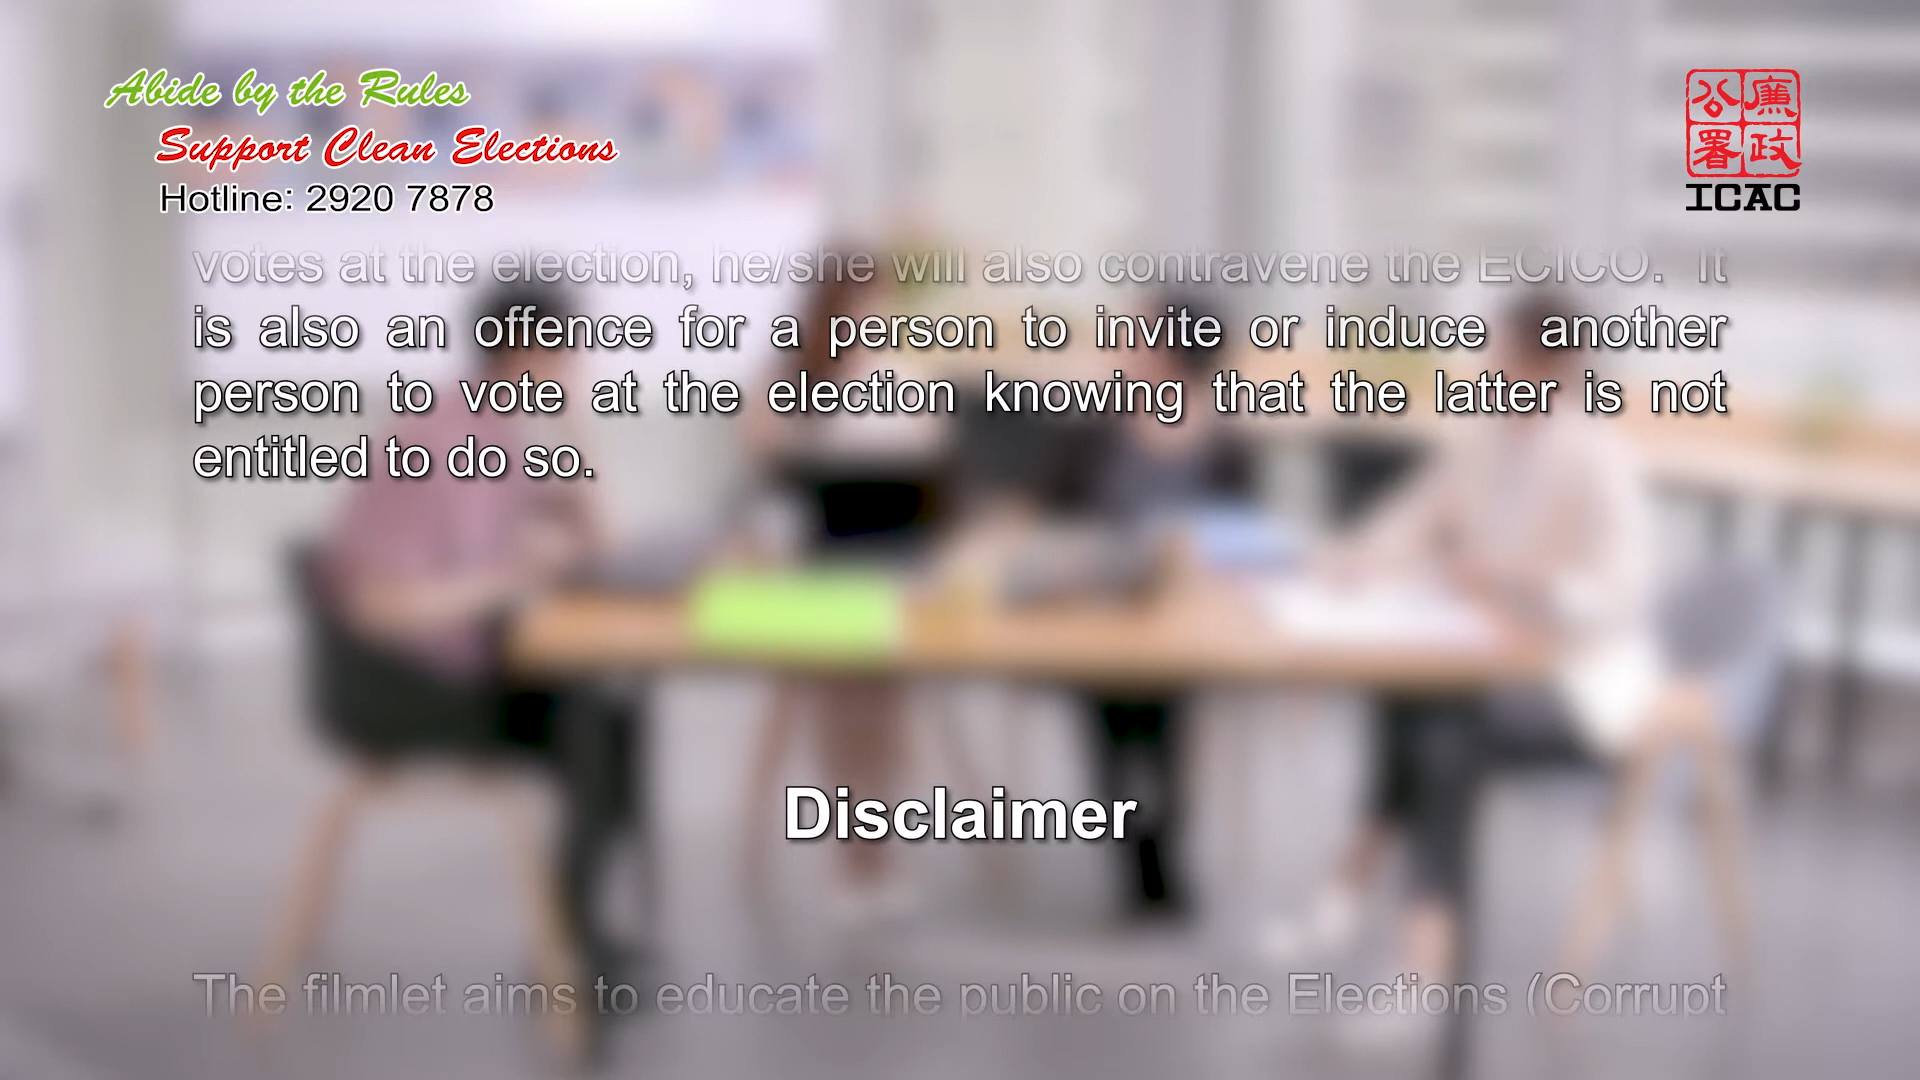 Abide by the Rules
Support Clean Elections
Hotline: 2920 7878
公廉
署政
ICAC
votes at the election, he/she will also contravene the ECICO. It
is also an offence for a person to invite or induce another
person to vote at the election knowing that the latter is not
entitled to do so.
Disclaimer
The filmlet aims to educate the public on the Elections (Corrupt